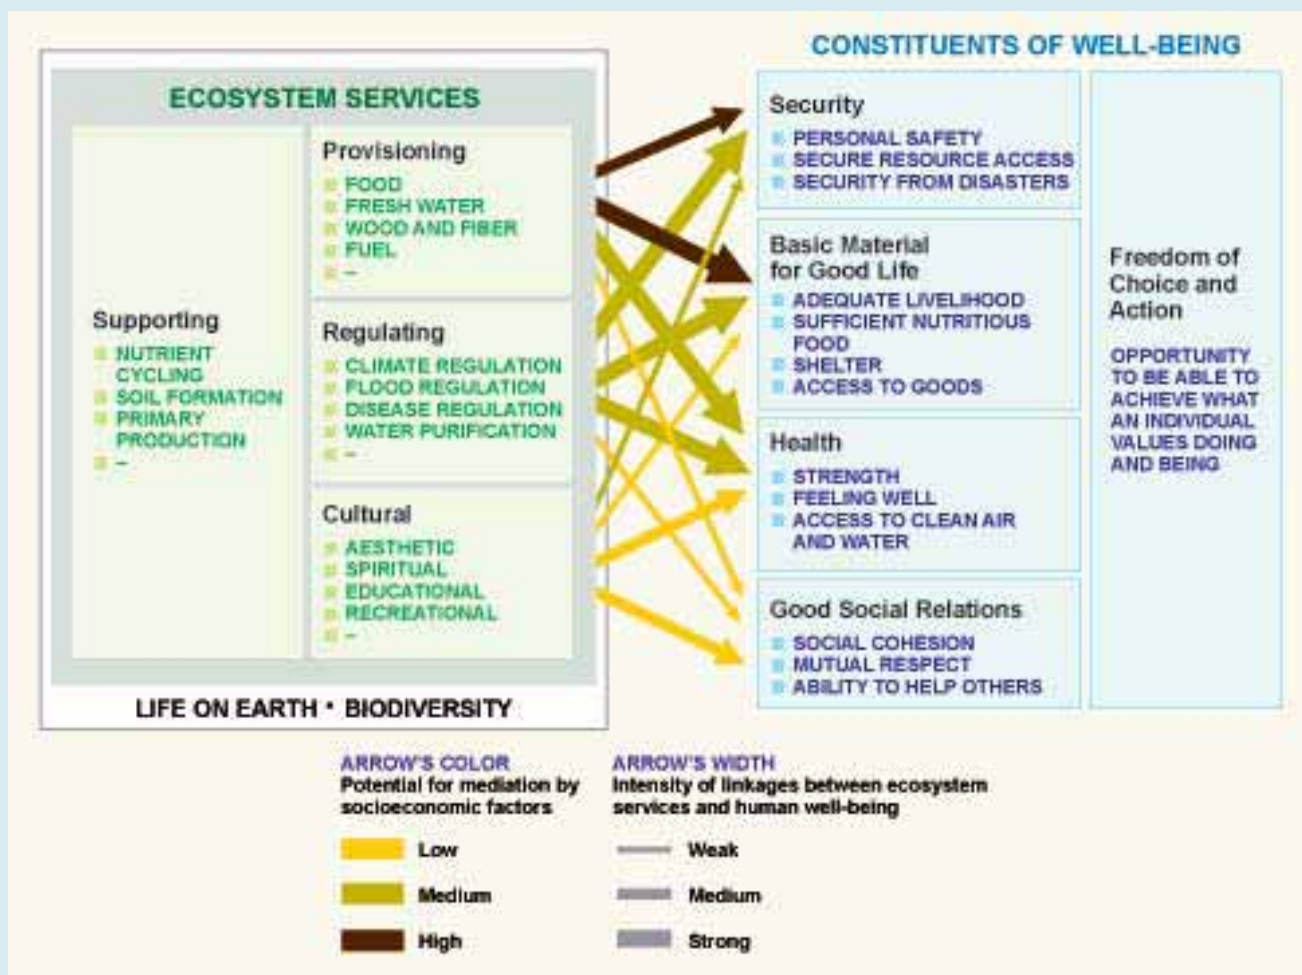 ECOSYSTEM SERVICES
Supporting
NUTRIENT
CYCLING
SOIL FORMATION
PRIMARY
PRODUCTION
–
Provisioning
FOOD
FRESH WATER
WOOD AND FIBER
FUEL
–
Regulating
CLIMATE REGULATION
FLOOD REGULATION
DISEASE REGULATION
WATER PURIFICATION
–
Cultural
AESTHETIC
SPIRITUAL
EDUCATIONAL
RECREATIONAL
–
LIFE ON EARTH • BIODIVERSITY
CONSTITUENTS OF WELL-BEING
Security
PERSONAL SAFETY
SECURE RESOURCE ACCESS
SECURITY FROM DISASTERS
Basic Material
for Good Life
ADEQUATE LIVELIHOOD
SUFFICIENT NUTRITIOUS
FOOD
SHELTER
ACCESS TO GOODS
Health
STRENGTH
FEELING WELL
ACCESS TO CLEAN AIR
AND WATER
Good Social Relations
SOCIAL COHESION
MUTUAL RESPECT
ABILITY TO HELP OTHERS
Freedom of
Choice and
Action
OPPORTUNITY
TO BE ABLE TO
ACHIEVE WHAT
AN INDIVIDUAL
VALUES DOING
AND BEING
ARROW'S COLOR
Potential for mediation by
socioeconomic factors
Low
Medium
High
ARROW'S WIDTH
Intensity of linkages between ecosystem
services and human well-being
Weak
Medium
Strong